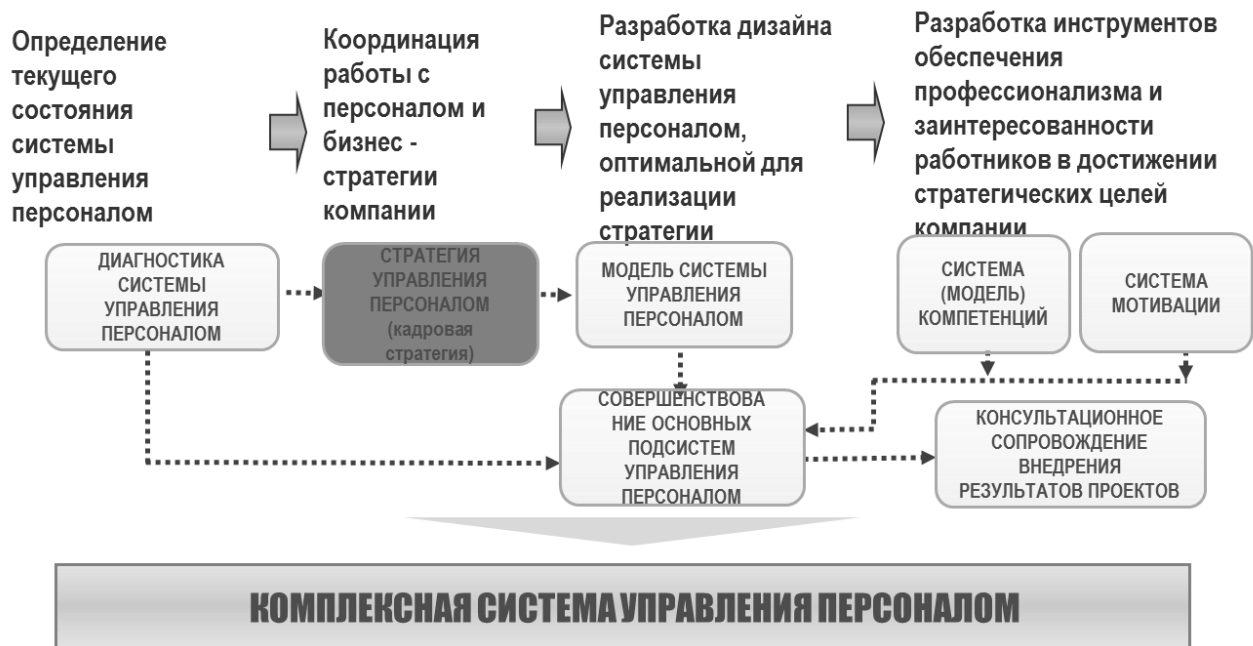 Определение
текущего
состояния
системы
управления
персоналом
Координация
работы с
персоналом и
бизнес -
стратегии
компании
Разработка дизайна
системы
управления
персоналом,
оптимальной для
реализации
стратегии
Разработка инструментов
обеспечения
профессионализма и
заинтересованности
работников в достижении
стратегических целей
компании
ДИАГНОСТИКА
СИСТЕМЫ
УПРАВЛЕНИЯ
ПЕРСОНАЛОМ
СТРАТЕГИЯ
УПРАВЛЕНИЯ
ПЕРСОНАЛОМ
(кадровая
стратегия)
МОДЕЛЬ СИСТЕМЫ
УПРАВЛЕНИЯ
ПЕРСОНАЛОМ
СИСТЕМА
(МОДЕЛЬ)
КОМПЕТЕНЦИЙ
СИСТЕМА
МОТИВАЦИИ
СОВЕРШЕНСТВОВА
НИЕ ОСНОВНЫХ
ПОДСИСТЕМ
УПРАВЛЕНИЯ
ПЕРСОНАЛОМ
КОНСУЛЬТАЦИОННОЕ
СОПРОВОЖДЕНИЕ
ВНЕДРЕНИЯ
РЕЗУЛЬТАТОВ ПРОЕКТОВ
КОМПЛЕКСНАЯ СИСТЕМА УПРАВЛЕНИЯ ПЕРСОНАЛОМ